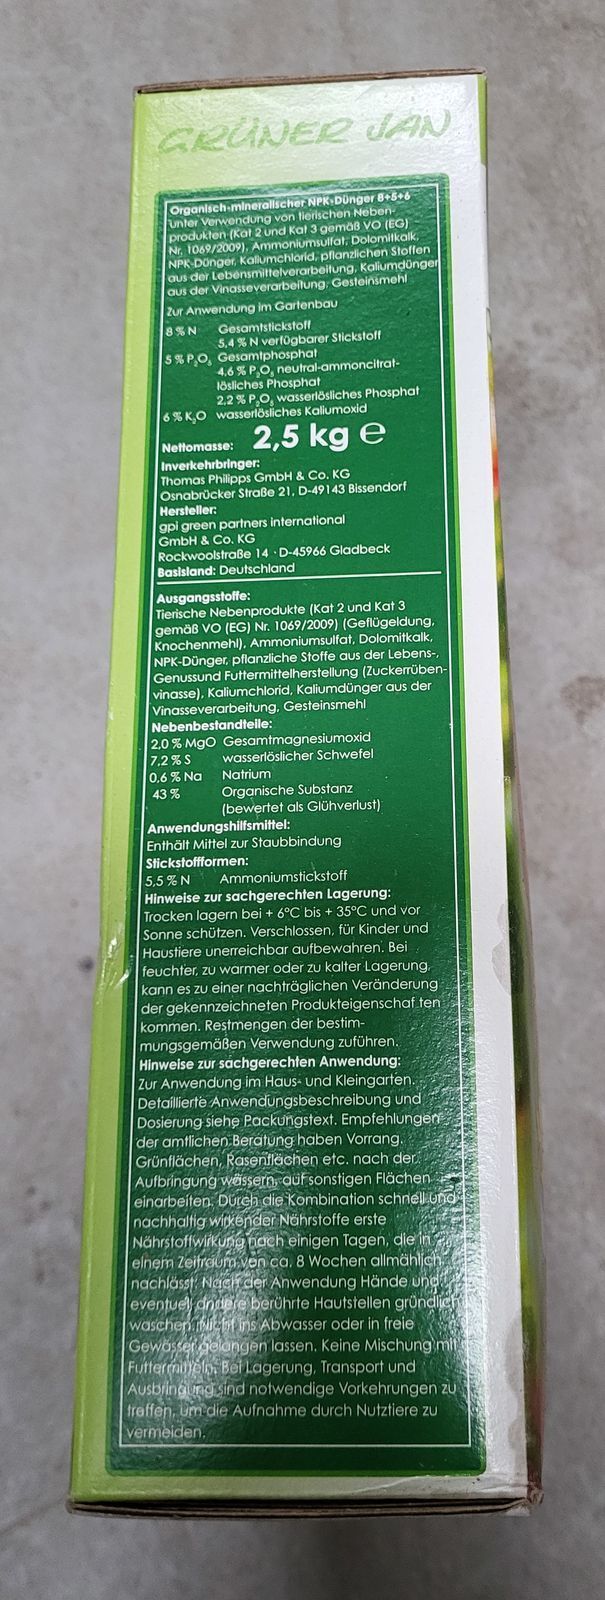 GRÜNER JAN
Organisch-mineralischer NPK-Dünger 8+5+6
unter Verwendung von tierischen Neben-
produkten (Kat 2 und Kat 3 gemäß VO (EG)
Nr. 1069/2009), Ammoniumsulfat, Dolomitkalk,
NPK-Dünger, Kaliumchlorid, pflanzlichen Stoffen
aus der Lebensmittelverarbeitung, Kaliumdünger
aus der Vinasseverarbeitung, Gesteinsmehl
Zur Anwendung im Gartenbau
8 % N Gesamtstickstoff
5,4 % N verfügbarer Stickstoff
5 % P₂O₅ Gesamtphosphat
4,6 % P₂O₅ neutral-ammoncitrat-
lösliches Phosphat
2,2 % P₂O₅ wasserlösliches Phosphat
6 % K₂O wasserlösliches Kaliumoxid
Nettomasse: 2,5 kg e
Inverkehrbringer:
Thomas Philipps GmbH & Co. KG
Osnabrücker Straße 21, D-49143 Bissendorf
Hersteller:
gpi green partners international
GmbH & Co. KG
Rockwoolstraße 14 · D-45966 Gladbeck
Basisland: Deutschland
Ausgangsstoffe:
Tierische Nebenprodukte (Kat 2 und Kat 3
gemäß VO (EG) Nr. 1069/2009) (Geflügeldung,
Knochenmehl), Ammoniumsulfat, Dolomitkalk,
NPK-Dünger, pflanzliche Stoffe aus der Lebens-,
Genussund Futtermittelherstellung (Zuckerrüben-
vinasse), Kaliumchlorid, Kaliumdünger aus der
Vinasseverarbeitung, Gesteinsmehl
Nebenbestandteile:
2,0 % MgO Gesamtmagnesiumoxid
7,2 % S wasserlöslicher Schwefel
0,6 % Na Natrium
43 % Organische Substanz
(bewertet als Glühverlust)
Anwendungshilfsmittel:
Enthält Mittel zur Staubbindung
Stickstoffformen:
5,5 % N Ammoniumstickstoff
Hinweise zur sachgerechten Lagerung:
Trocken lagern bei + 6°C bis + 35°C und vor
Sonne schützen. Verschlossen, für Kinder und
Haustiere unerreichbar aufbewahren. Bei
feuchter, zu warmer oder zu kalter Lagerung,
kann es zu einer nachträglichen Veränderung
der gekennzeichneten Produkteigenschaf ten
kommen. Restmengen der bestim-
mungsgemäßen Verwendung zuführen.
Hinweise zur sachgerechten Anwendung:
Zur Anwendung im Haus- und Kleingarten.
Detaillierte Anwendungsbeschreibung und
Dosierung siehe Packungstext. Empfehlungen
der amtlichen Beratung haben Vorrang.
Grünflächen, Rasenflächen etc. nach der
Aufbringung wässern, auf sonstigen Flächen
einarbeiten. Durch die Kombination schnell und
nachhaltig wirkender Nährstoffe erste
Nährstoffwirkung nach einigen Tagen, die in
einem Zeitraum von ca. 8 Wochen allmählich
nachlässt. Nach der Anwendung Hände und
eventuell andere berührte Hautstellen gründlich
waschen. Nicht ins Abwasser oder in freie
Gewässer gelangen lassen. Keine Mischung mit
Futtermitteln. Bei Lagerung, Transport und
Ausbringung sind notwendige Vorkehrungen zu
treffen, um die Aufnahme durch Nutztiere zu
vermeiden.